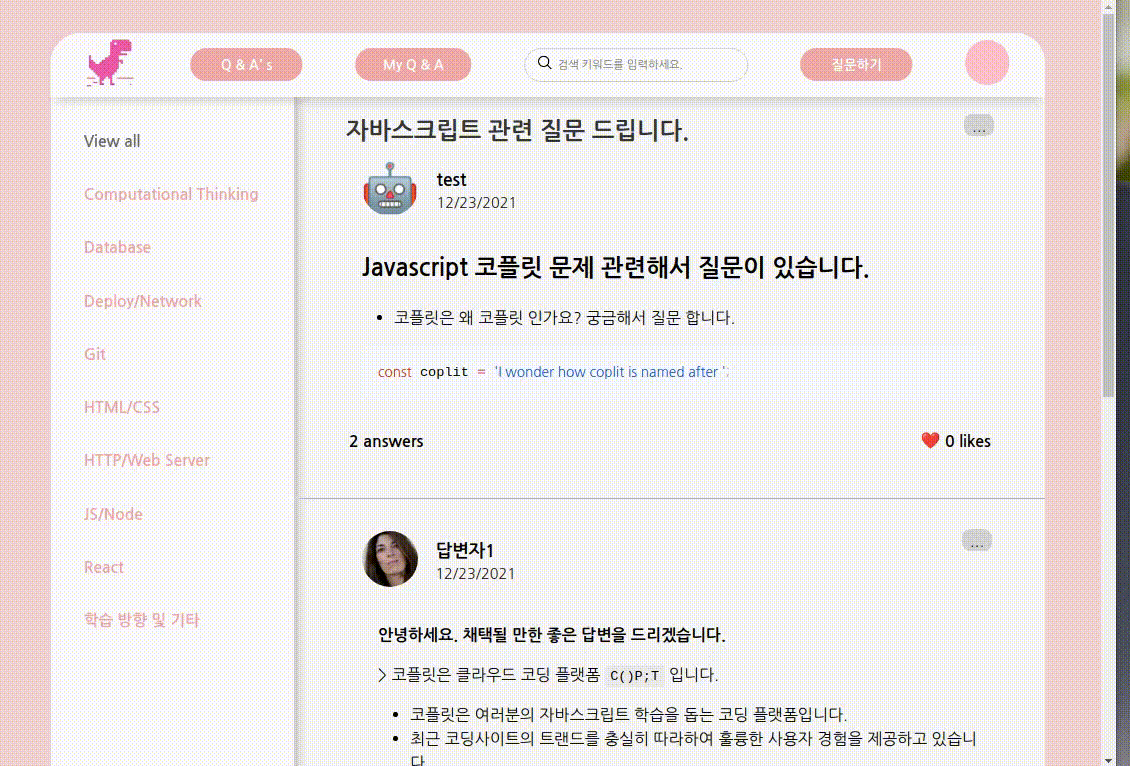 Q & A' s
My Q & A
검색 키워드를 입력하세요.
질문하기
View all
Computational Thinking
Database
Deploy/Network
Git
HTML/CSS
HTTP/Web Server
JS/Node
React
학습 방향 및 기타
자바스크립트 관련 질문 드립니다.
...
test
12/23/2021
Javascript 코플릿 문제 관련해서 질문이 있습니다.
• 코플릿은 왜 코플릿 인가요? 궁금해서 질문 합니다.
const coplit = 'I wonder how coplit is named after ';
2 answers
❤️ 0 likes
답변자1
...
12/23/2021
안녕하세요. 채택될 만한 좋은 답변을 드리겠습니다.
> 코플릿은 클라우드 코딩 플랫폼 C()P;T 입니다.
• 코플릿은 여러분의 자바스크립트 학습을 돕는 코딩 플랫폼입니다.
• 최근 코딩사이트의 트랜드를 충실히 따라하여 훌륭한 사용자 경험을 제공하고 있습니
다